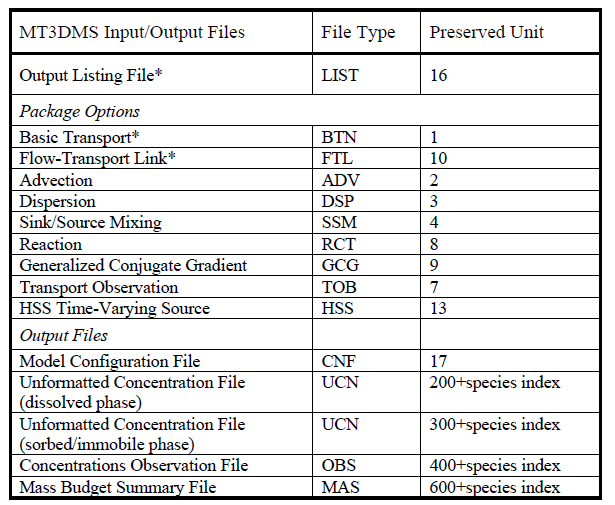 MT3DMS Input/Output Files File Type Preserved Unit
Output Listing File* LIST 16
Package Options
Basic Transport* BTN 1
Flow-Transport Link* FTL 10
Advection ADV 2
Dispersion DSP 3
Sink/Source Mixing SSM 4
Reaction RCT 8
Generalized Conjugate Gradient GCG 9
Transport Observation TOB 7
HSS Time-Varying Source HSS 13
Output Files
Model Configuration File CNF 17
Unformatted Concentration File UCN 200+species index
(dissolved phase)
Unformatted Concentration File UCN 300+species index
(sorbed/immobile phase)
Concentrations Observation File OBS 400+species index
Mass Budget Summary File MAS 600+species index